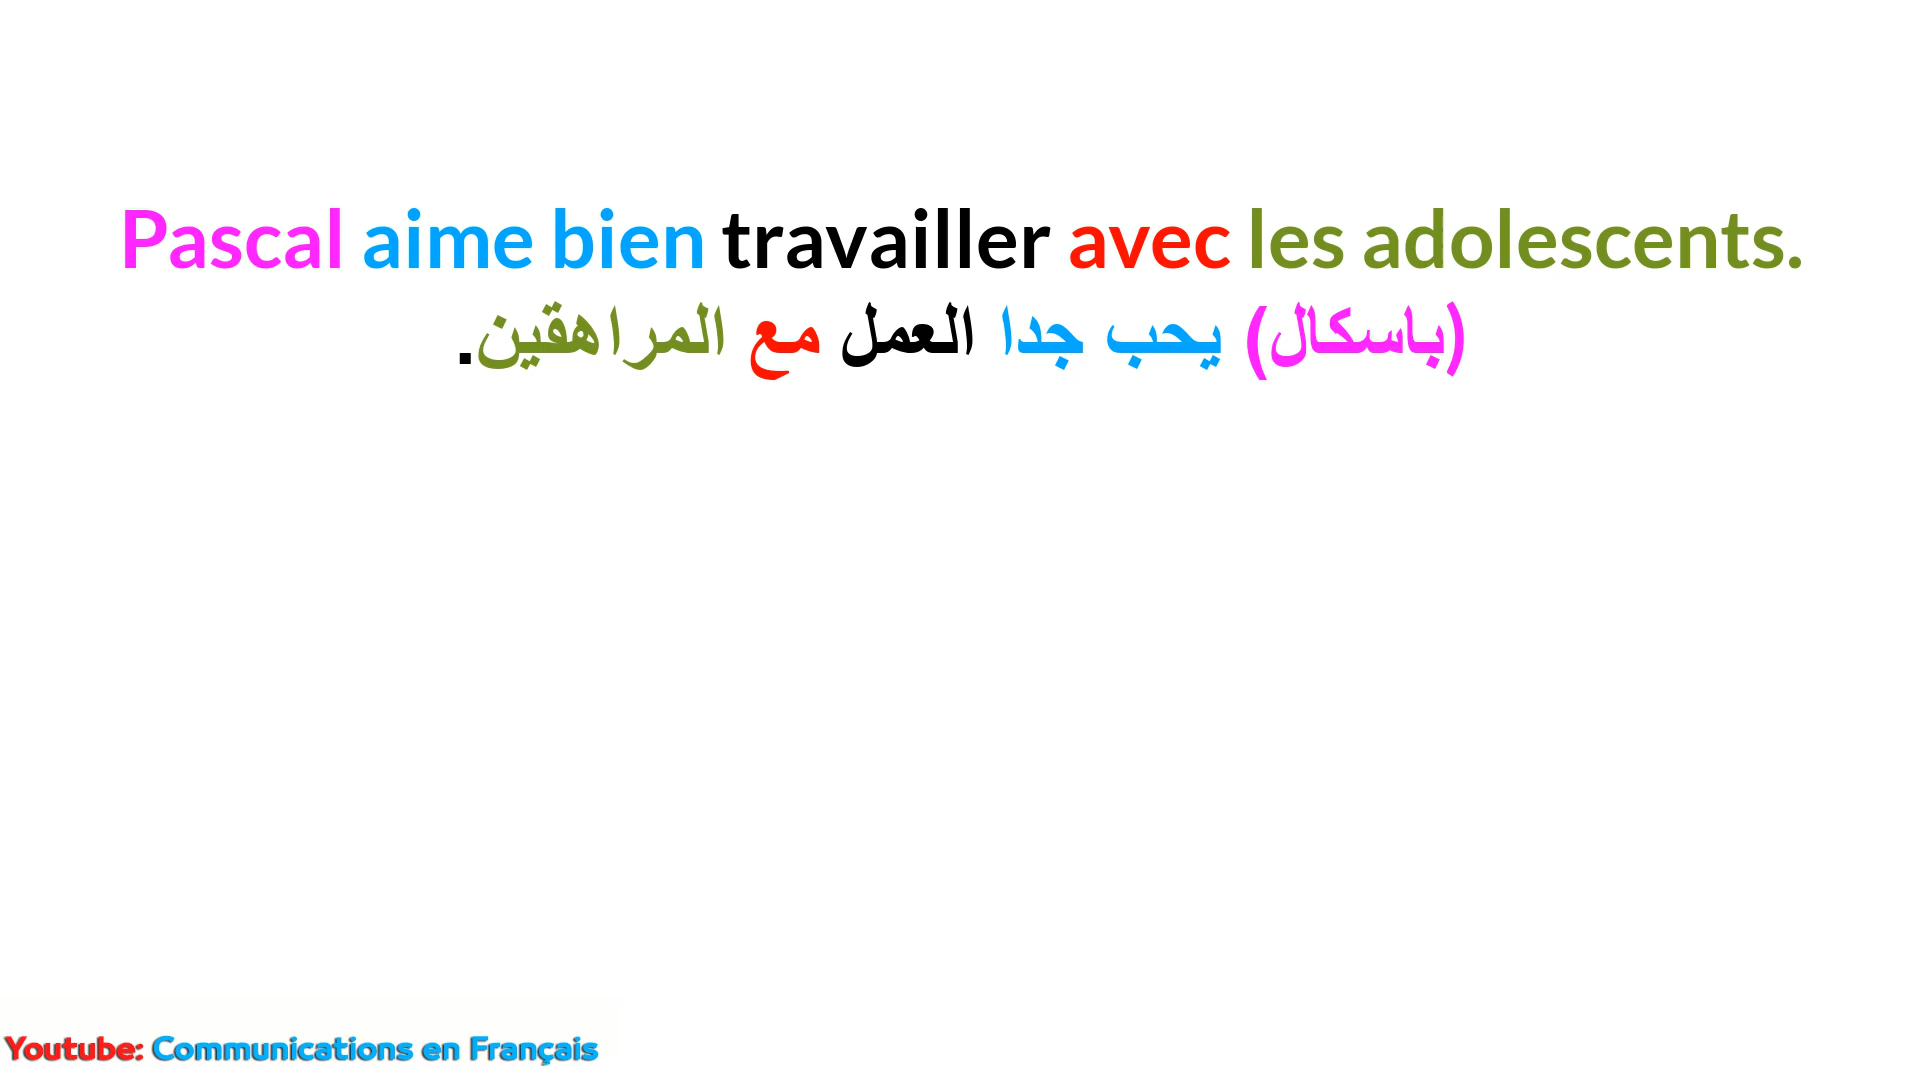 Pascal aime bien travailler avec les adolescents.
(باسكال) يحب جدا العمل مع المراهقين.
Youtube: Communications en Français